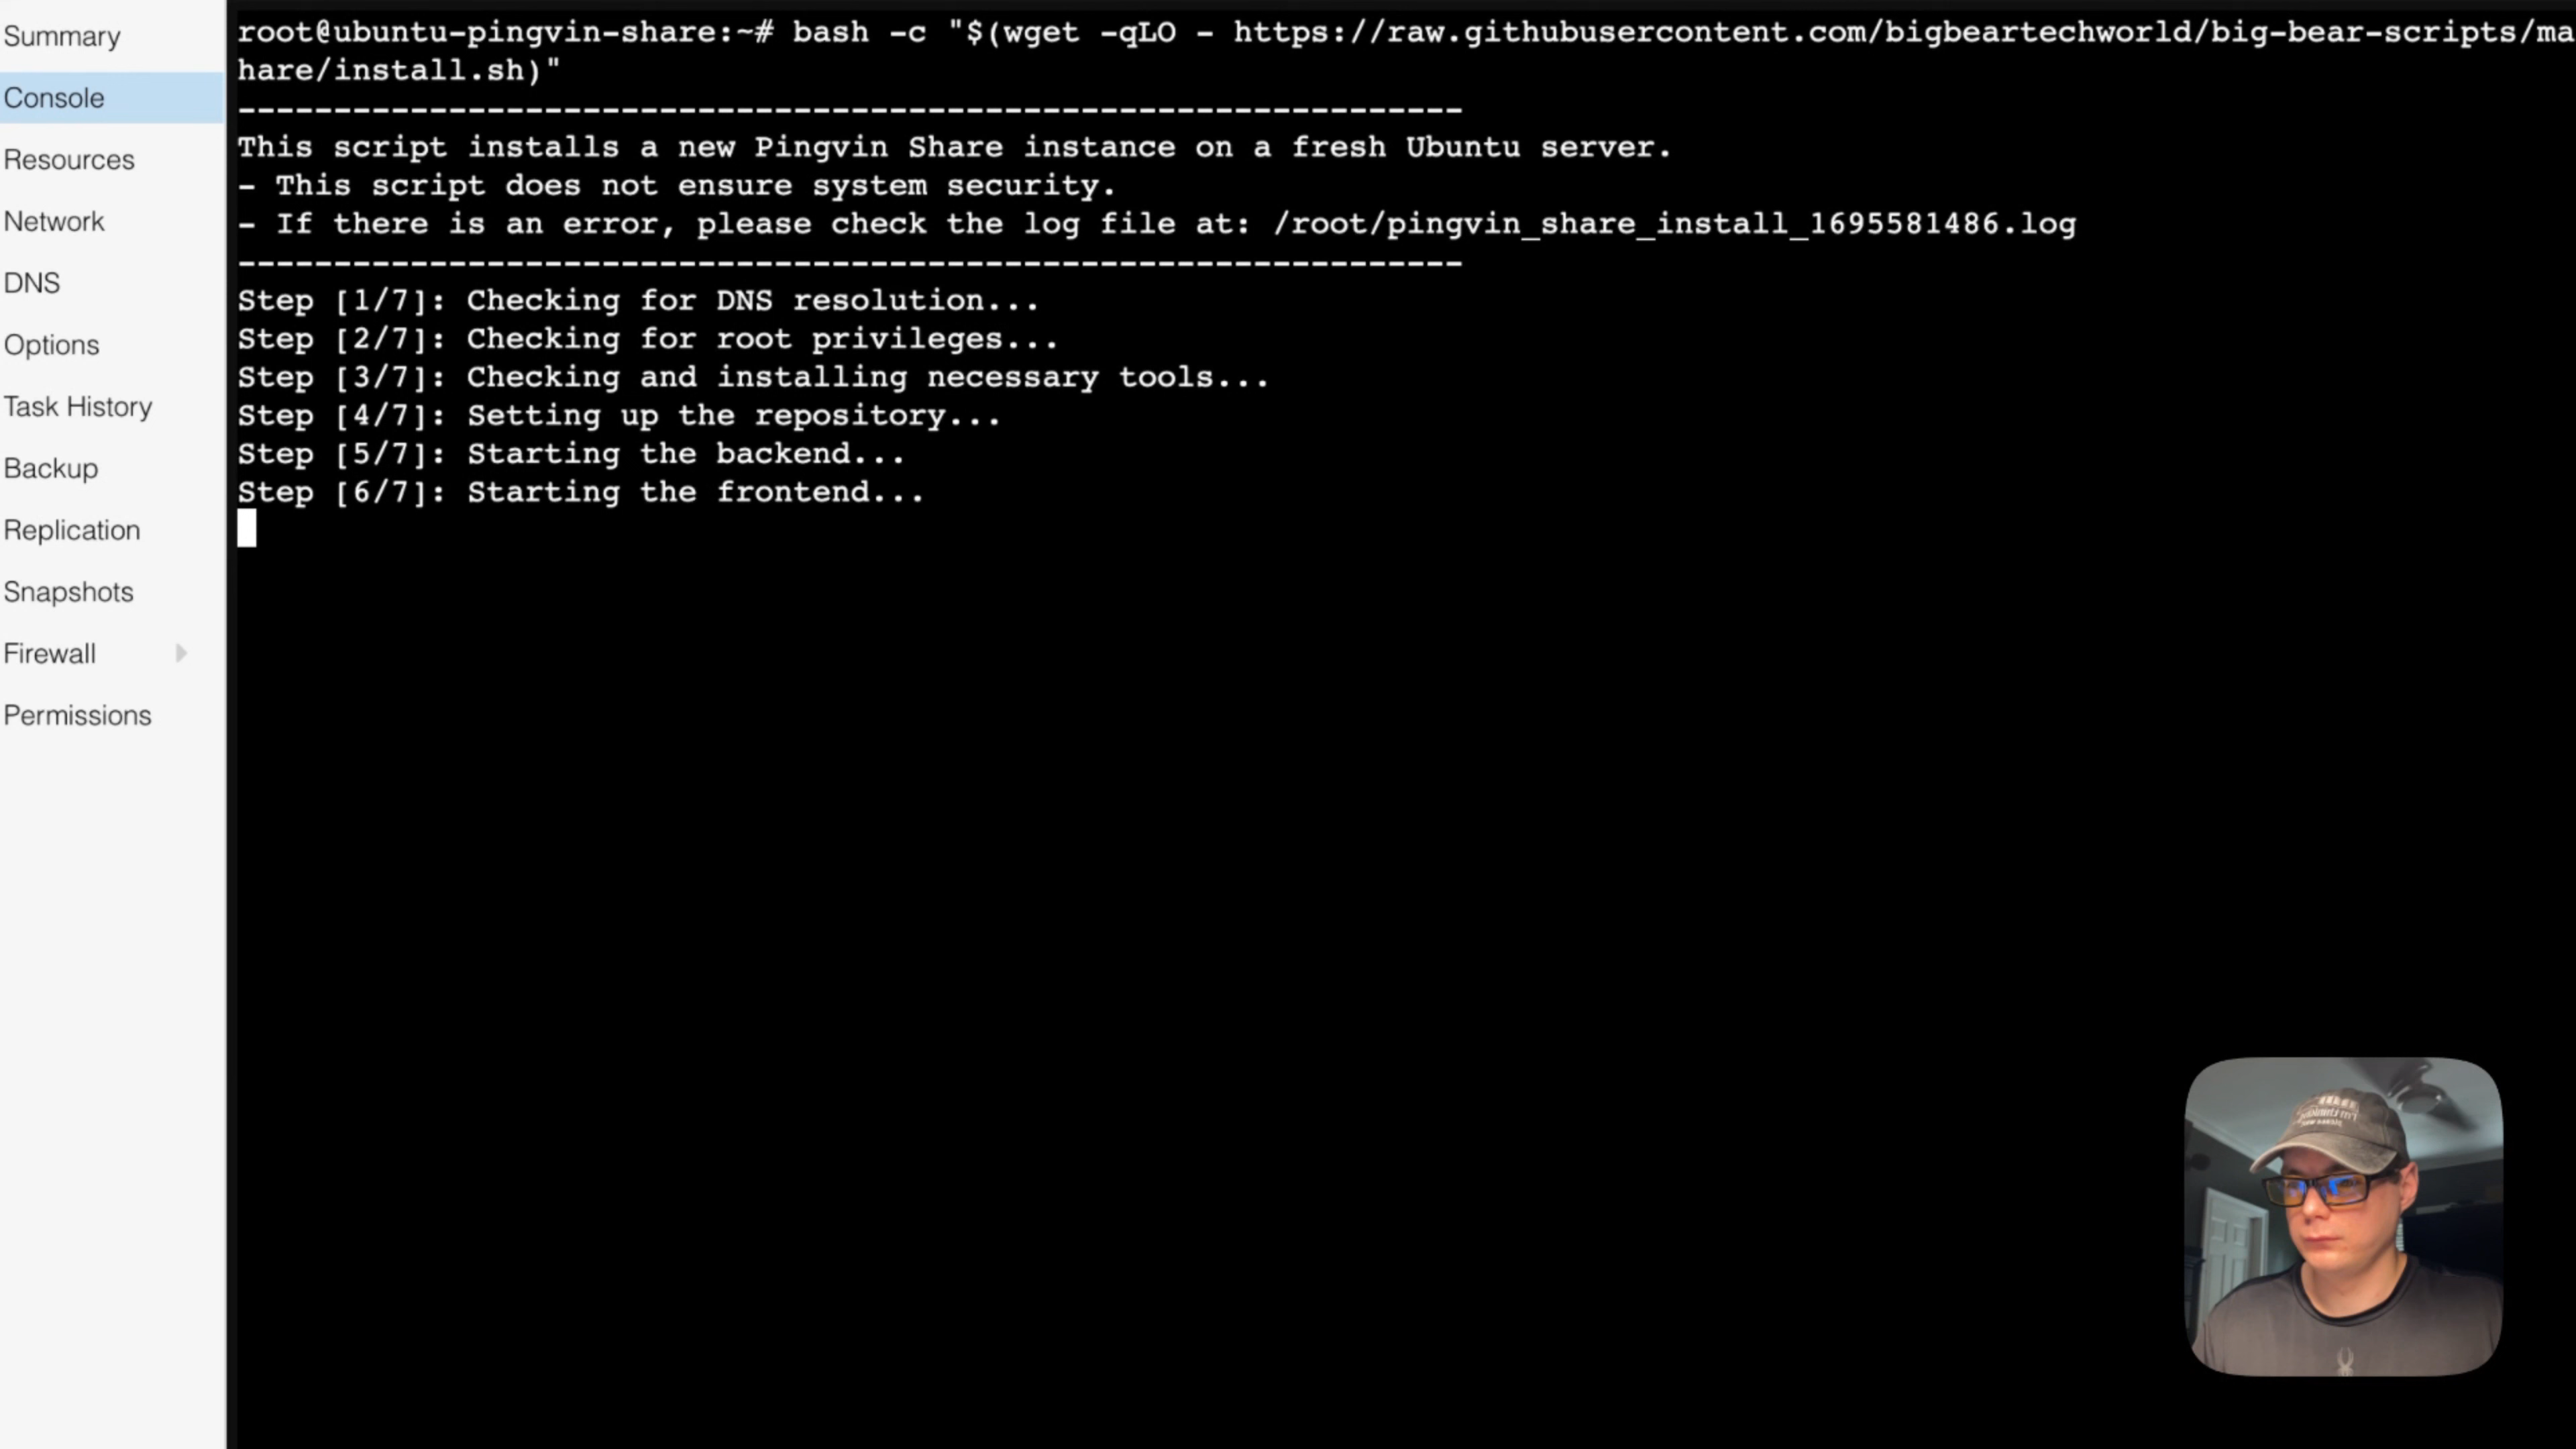 Summary
Console
Resources
Network
DNS
Options
Task History
Backup
Replication
Snapshots
Firewall
Permissions
root@ubuntu-pingvin-share:~# bash -c "$(wget -qLO - https://raw.githubusercontent.com/bigbeartechworld/big-bear-scripts/ma
hare/install.sh)"
----------------------------------------------------------------
This script installs a new Pingvin Share instance on a fresh Ubuntu server.
- This script does not ensure system security.
- If there is an error, please check the log file at: /root/pingvin_share_install_1695581486.log
----------------------------------------------------------------
Step [1/7]: Checking for DNS resolution...
Step [2/7]: Checking for root privileges...
Step [3/7]: Checking and installing necessary tools...
Step [4/7]: Setting up the repository...
Step [5/7]: Starting the backend...
Step [6/7]: Starting the frontend...